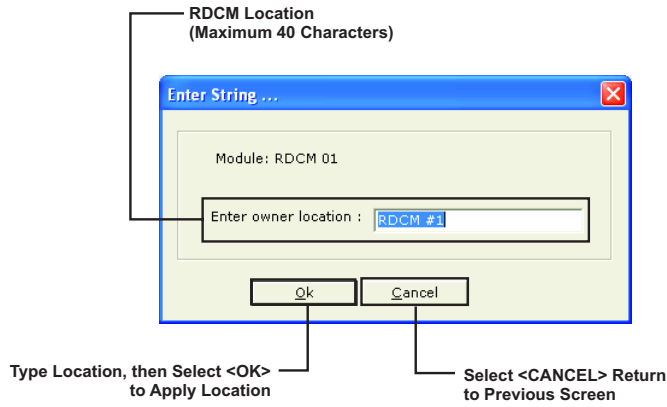 RDCM Location
(Maximum 40 Characters)
Enter String ...
Module: RDCM 01
Enter owner location :
RDCM #1
Ok
Cancel
Type Location, then Select <OK>
to Apply Location
Select <CANCEL> Return
to Previous Screen